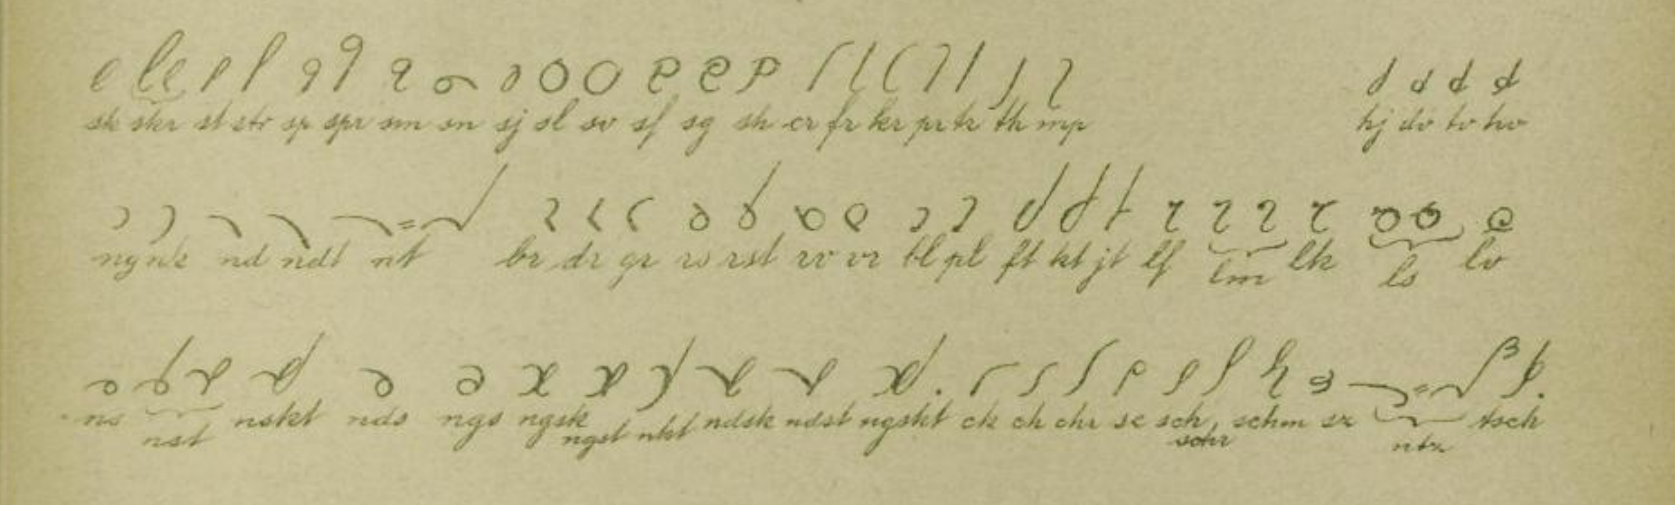 sk skr st str sp spr sm sn sj sl sv sf sg sh cr fr kr pr tr th mp hj dv tv hv
ng nk nd ndt nt br dr gr rs rst rv vr bl pl ft kt jt lf lm lk ls lv
ns nst nskt nds ngs ngsk ngst nkt ndsk ndst ngskt ck ch chr sc sch, schr schm sz ntz tsch